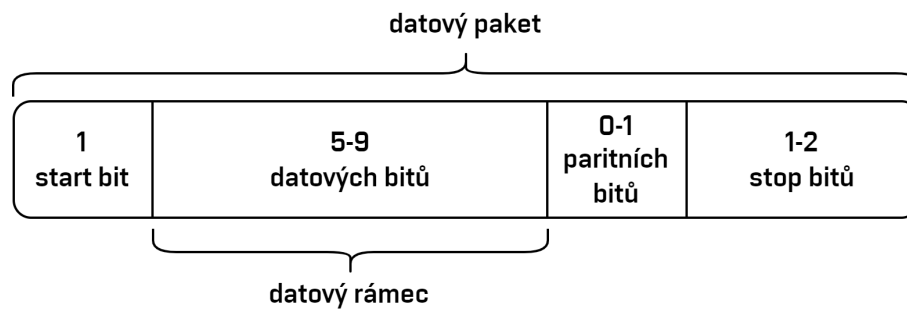 datový paket
1
start bit
5-9
datových bitů
0-1
paritních
bitů
1-2
stop bitů
datový rámec